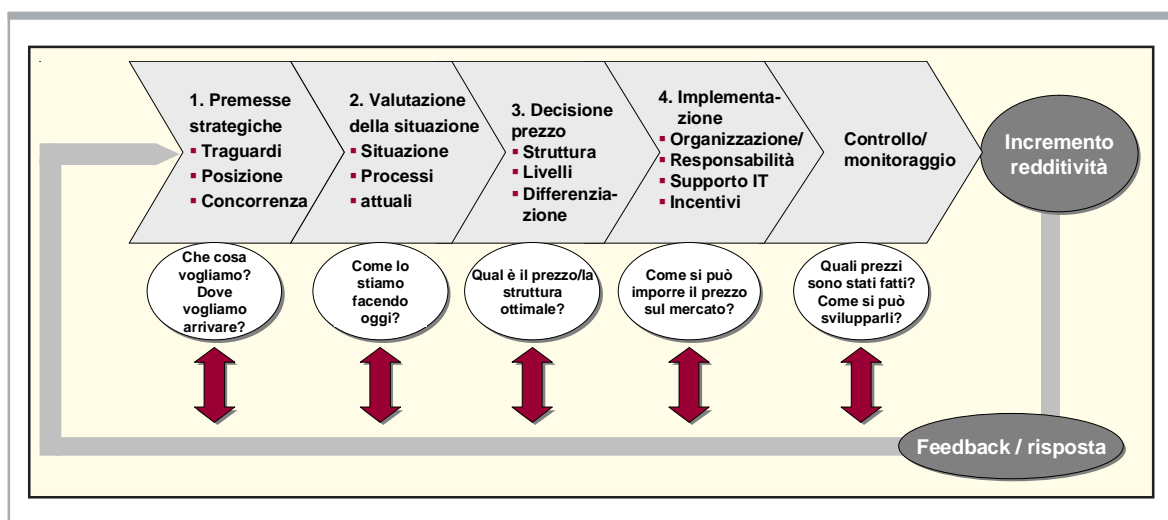 1. Premesse
strategiche
▪ Traguardi
▪ Posizione
▪ Concorrenza
2. Valutazione
della situazione
▪ Situazione
▪ Processi
▪ attuali
3. Decisione
prezzo
▪ Struttura
▪ Livelli
▪ Differenzia-
zione
4. Implementa-
zione
▪ Organizzazione/
▪ Responsabilità
▪ Supporto IT
▪ Incentivi
Controllo/
monitoraggio
Incremento
redditività
Che cosa
vogliamo?
Dove
vogliamo
arrivare?
Come lo
stiamo
facendo
oggi?
Qual è il prezzo/la
struttura
ottimale?
Come si può
imporre il prezzo
sul mercato?
Quali prezzi
sono stati fatti?
Come si può
svilupparli?
Feedback / risposta